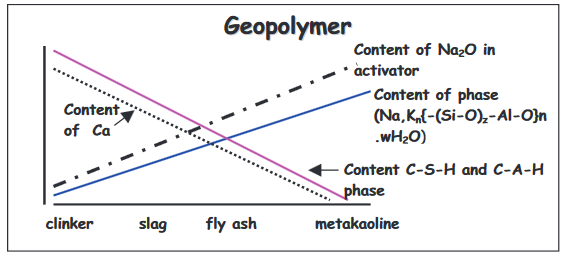 Geopolymer
Content of Na₂O in
activator
Content of phase
(Na,Kₙ{-(Si-O)z-Al-O}n
.wH₂O)
Content
of Ca
Content C-S-H and C-A-H
phase
clinker slag fly ash metakaoline